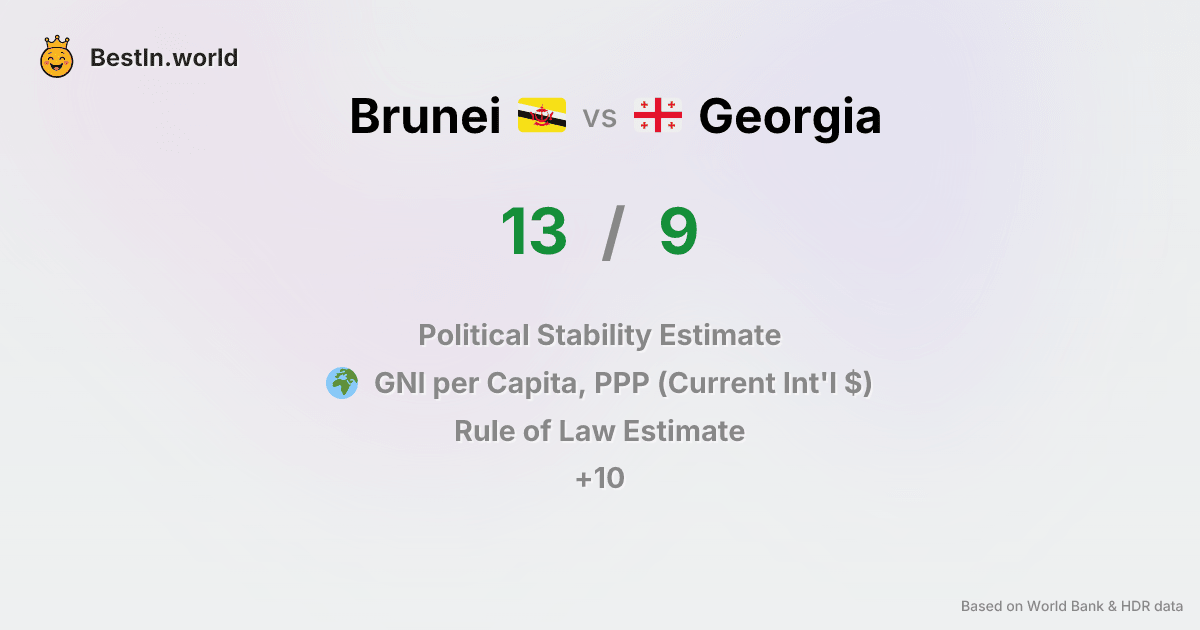 BestIn.world
Brunei vs Georgia
13 / 9
Political Stability Estimate
GNI per Capita, PPP (Current Int'l $)
Rule of Law Estimate
+10
Based on World Bank & HDR data